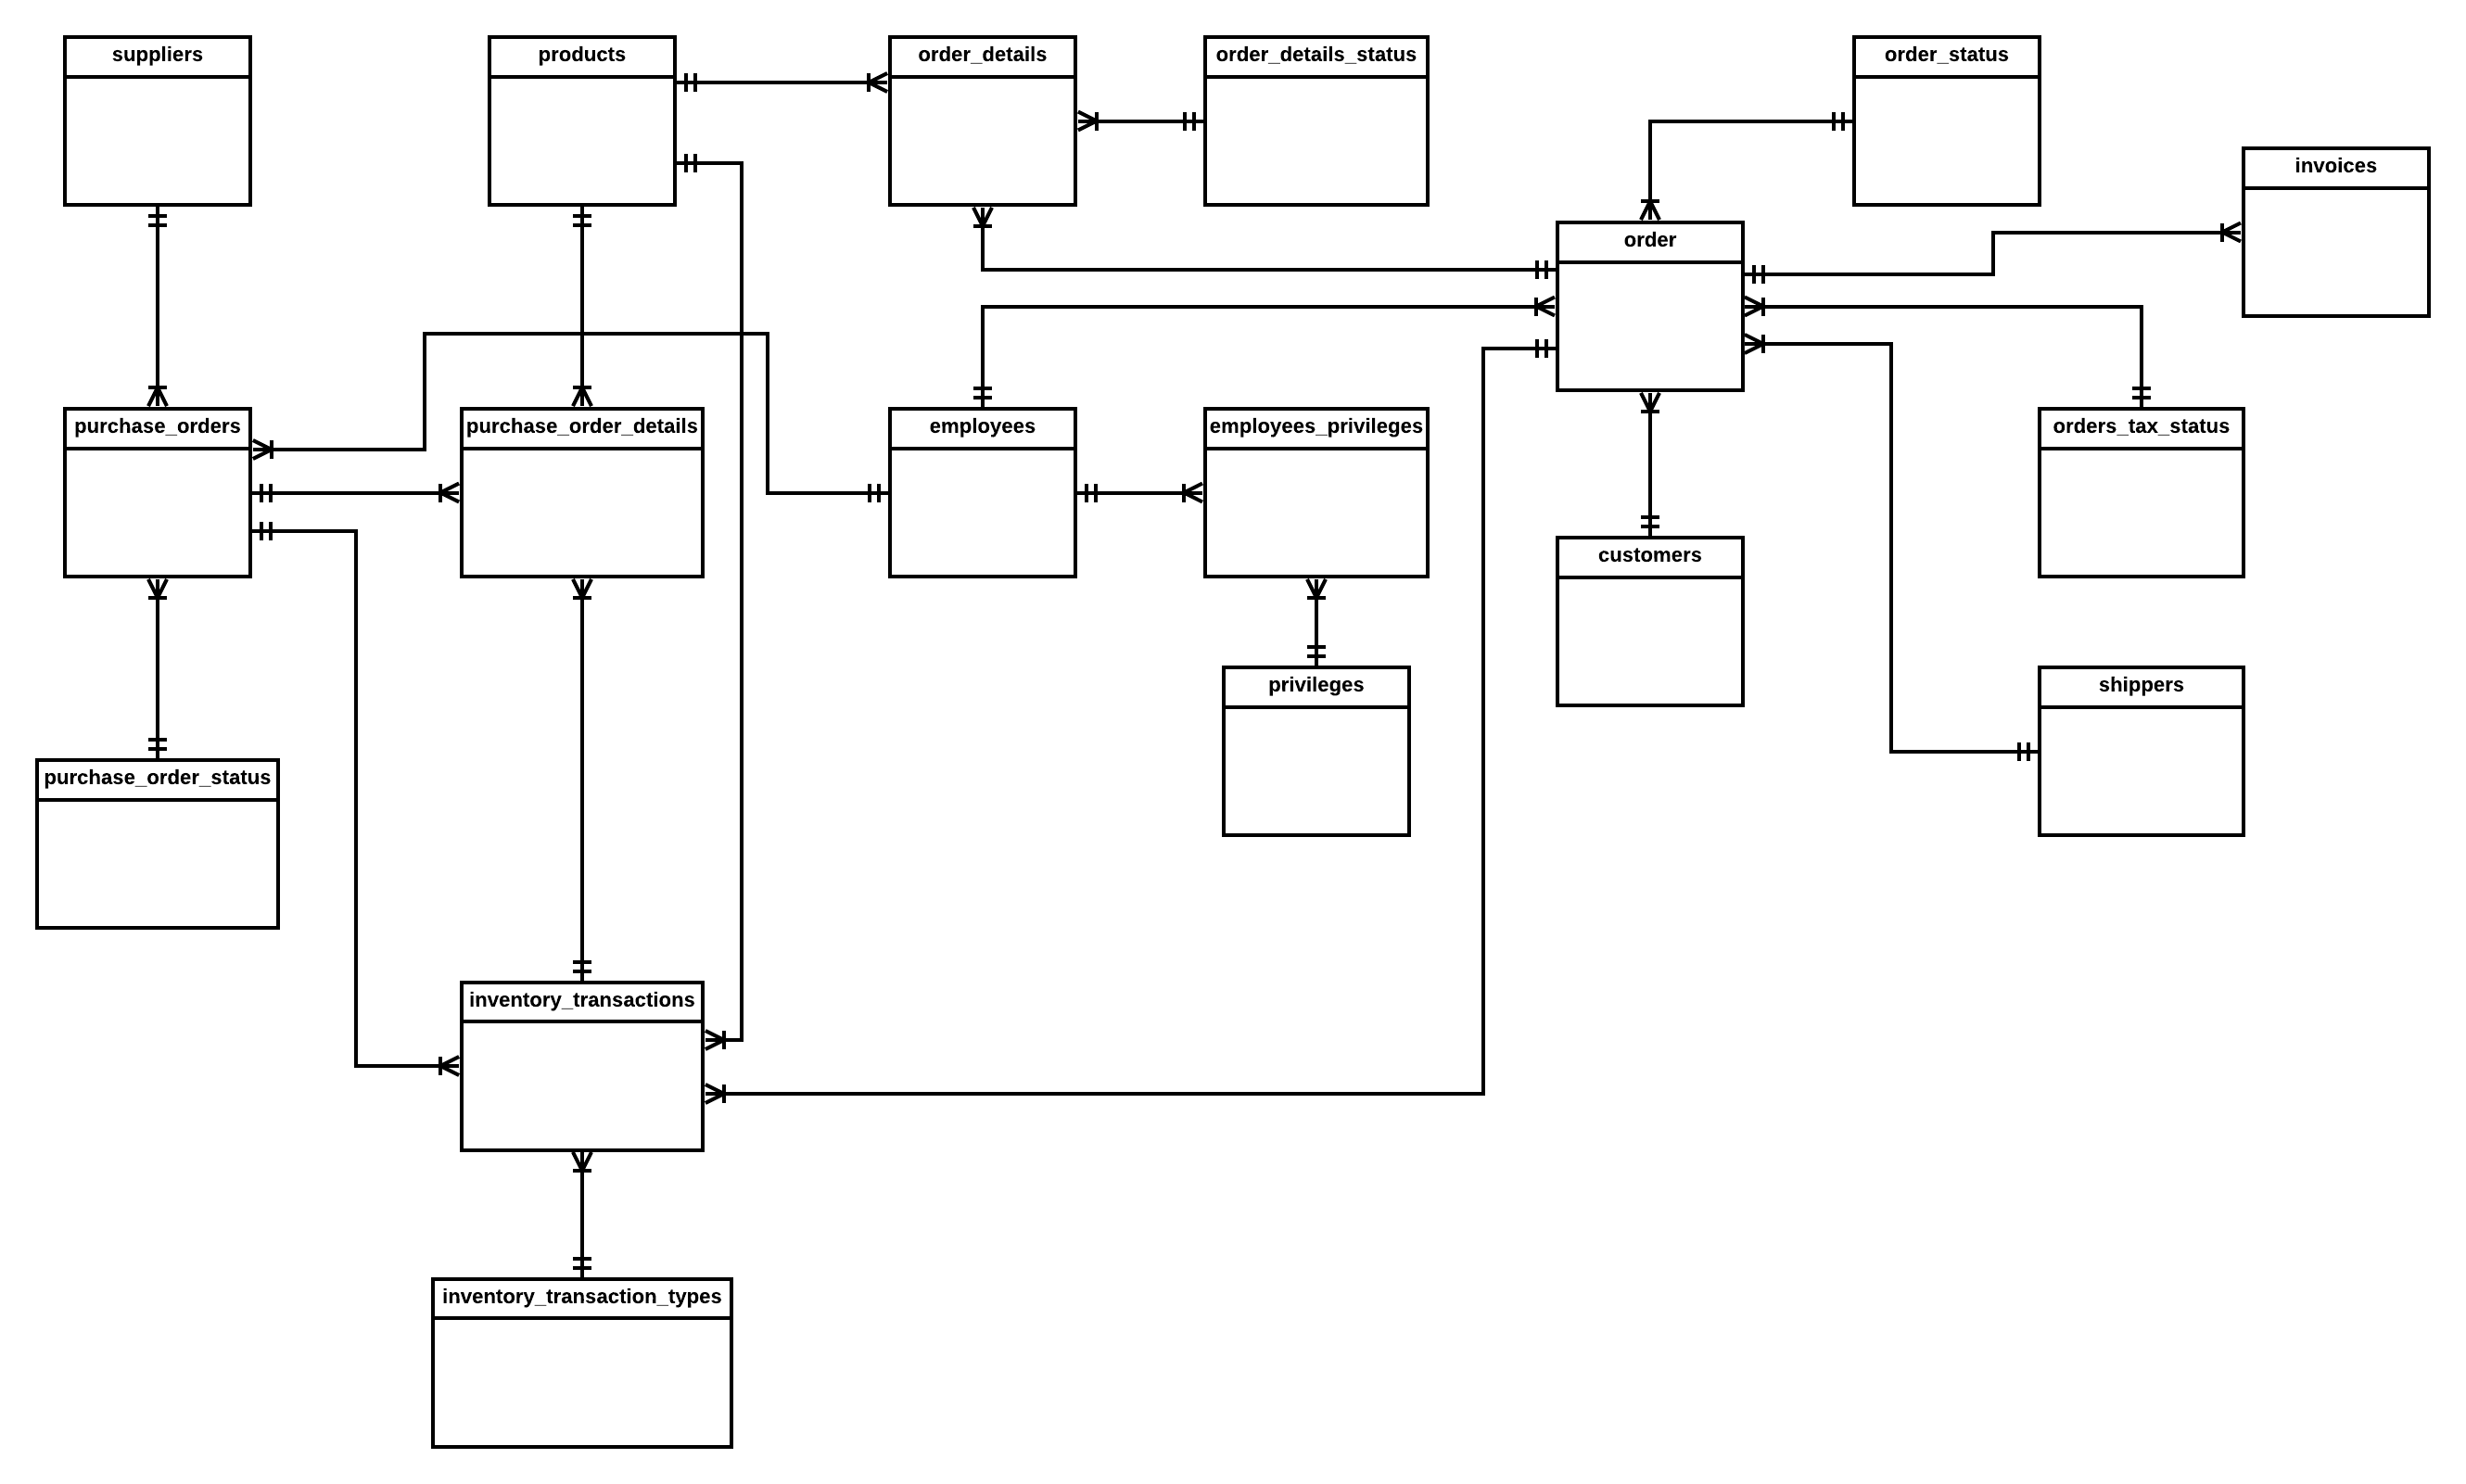 suppliers
products
order_details
order_details_status
order_status
invoices
order
purchase_orders
purchase_order_details
employees
employees_privileges
orders_tax_status
customers
privileges
shippers
purchase_order_status
inventory_transactions
inventory_transaction_types